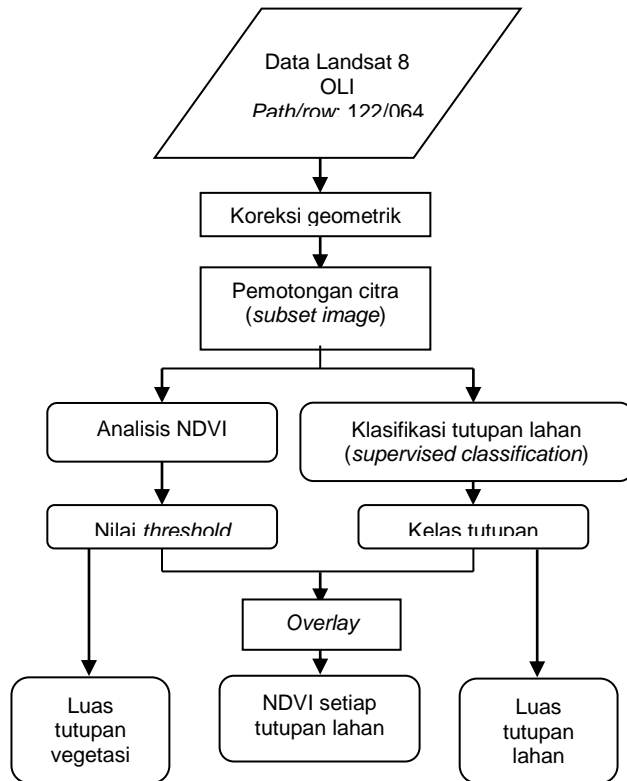 Data Landsat 8
OLI
Path/row: 122/064
Koreksi geometrik
Pemotongan citra
(subset image)
Analisis NDVI
Klasifikasi tutupan lahan
(supervised classification)
Nilai threshold
Kelas tutupan
Overlay
Luas
tutupan
vegetasi
NDVI setiap
tutupan lahan
Luas
tutupan
lahan